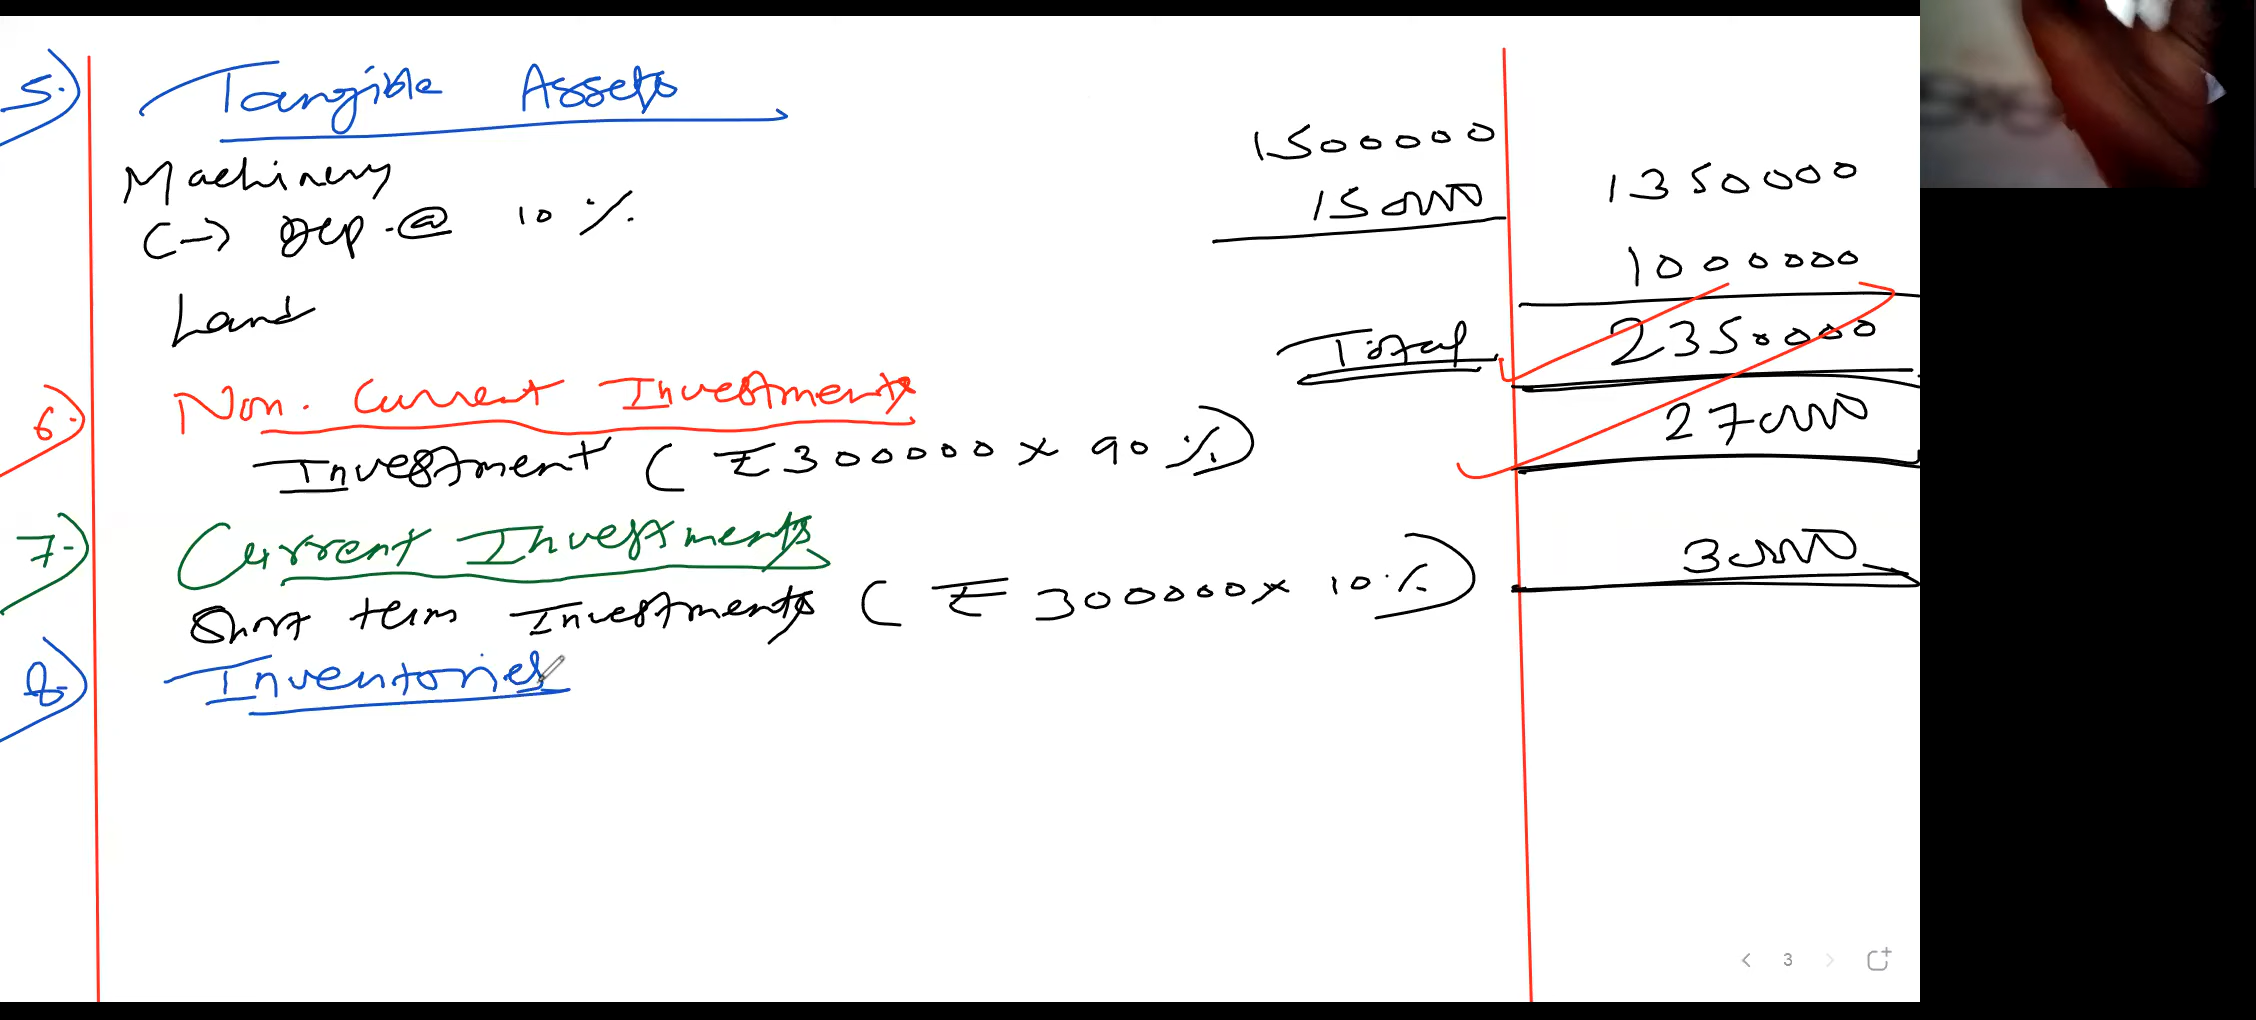 5.) Tangible Assets
Machinery 1500000
(-) Dep. @ 10 % 150000 1350000
Land 1000000
Total 2350000
6.) Non. Current Investments
Investment ( ₹ 300000 x 90 %) 270000
7.) Current Investments
Short term Investments ( ₹ 300000 x 10 %) 30000
8.) Inventories
3